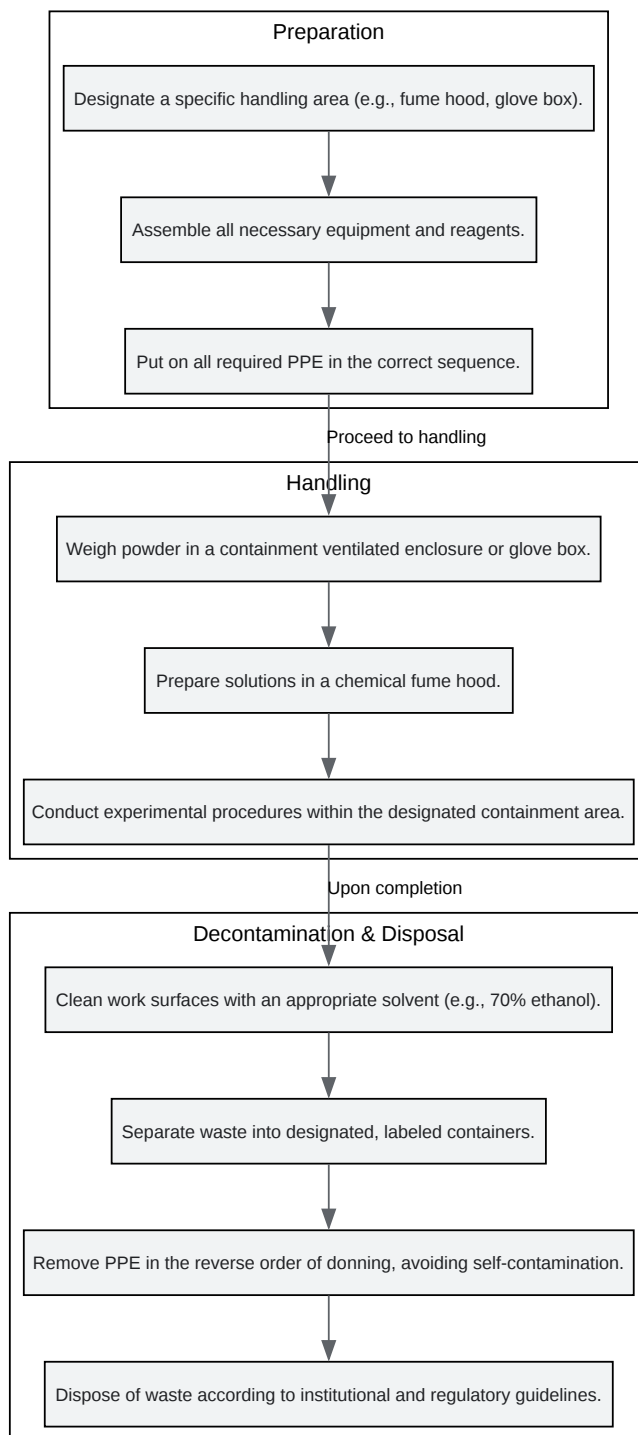 Preparation
Designate a specific handling area (e.g., fume hood, glove box).
Assemble all necessary equipment and reagents.
Put on all required PPE in the correct sequence.
Proceed to handling
Handling
Weigh powder in a containment ventilated enclosure or glove box.
Prepare solutions in a chemical fume hood.
Conduct experimental procedures within the designated containment area.
Upon completion
Decontamination & Disposal
Clean work surfaces with an appropriate solvent (e.g., 70% ethanol).
Separate waste into designated, labeled containers.
Remove PPE in the reverse order of donning, avoiding self-contamination.
Dispose of waste according to institutional and regulatory guidelines.